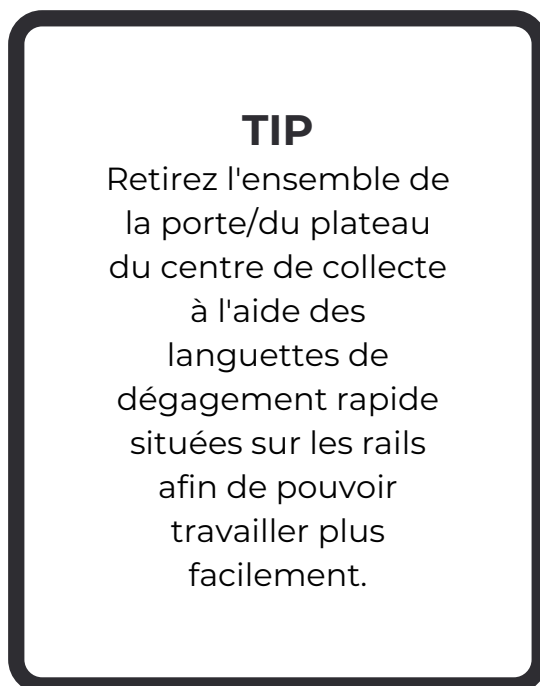 TIP
Retirez l'ensemble de
la porte/du plateau
du centre de collecte
à l'aide des
languettes de
dégagement rapide
situées sur les rails
afin de pouvoir
travailler plus
facilement.